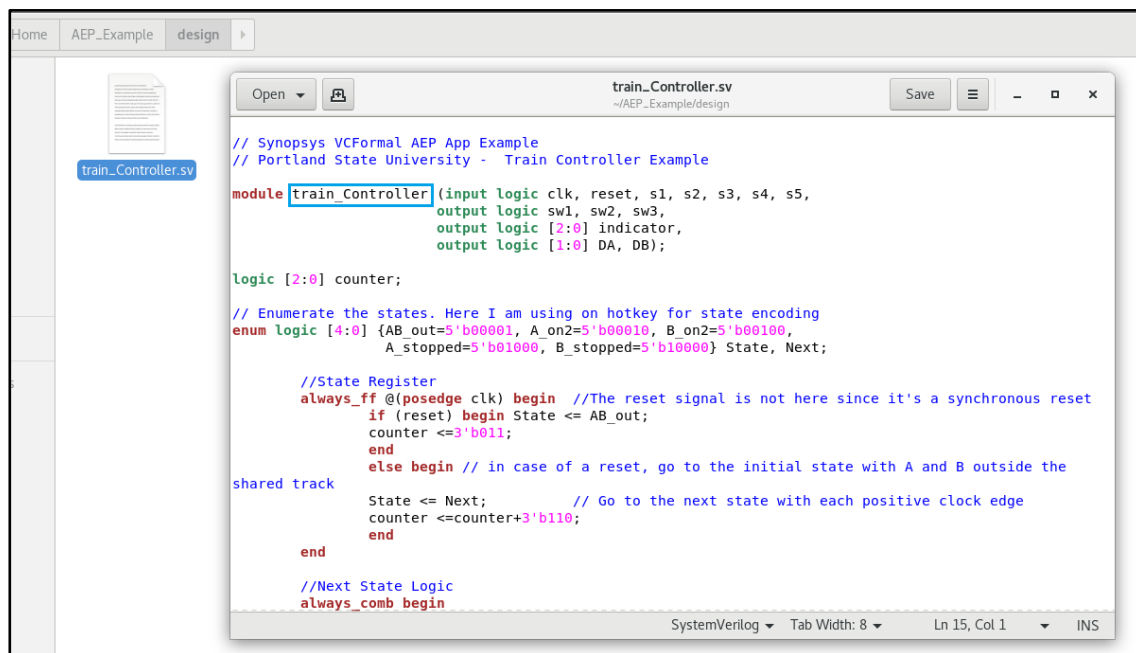 Home AEP_Example design
train_Controller.sv
Open train_Controller.sv Save
~/AEP_Example/design
// Synopsys VCFormal AEP App Example
// Portland State University -  Train Controller Example
module train_Controller (input logic clk, reset, s1, s2, s3, s4, s5,
output logic sw1, sw2, sw3,
output logic [2:0] indicator,
output logic [1:0] DA, DB);
logic [2:0] counter;
// Enumerate the states. Here I am using on hotkey for state encoding
enum logic [4:0] {AB_out=5'b00001, A_on2=5'b00010, B_on2=5'b00100,
A_stopped=5'b01000, B_stopped=5'b10000} State, Next;
//State Register
always_ff @(posedge clk) begin  //The reset signal is not here since it's a synchronous reset
if (reset) begin State <= AB_out;
counter <=3'b011;
end
else begin // in case of a reset, go to the initial state with A and B outside the
shared track
State <= Next;          // Go to the next state with each positive clock edge
counter <=counter+3'b110;
end
end
//Next State Logic
always_comb begin
SystemVerilog Tab Width: 8 Ln 15, Col 1 INS